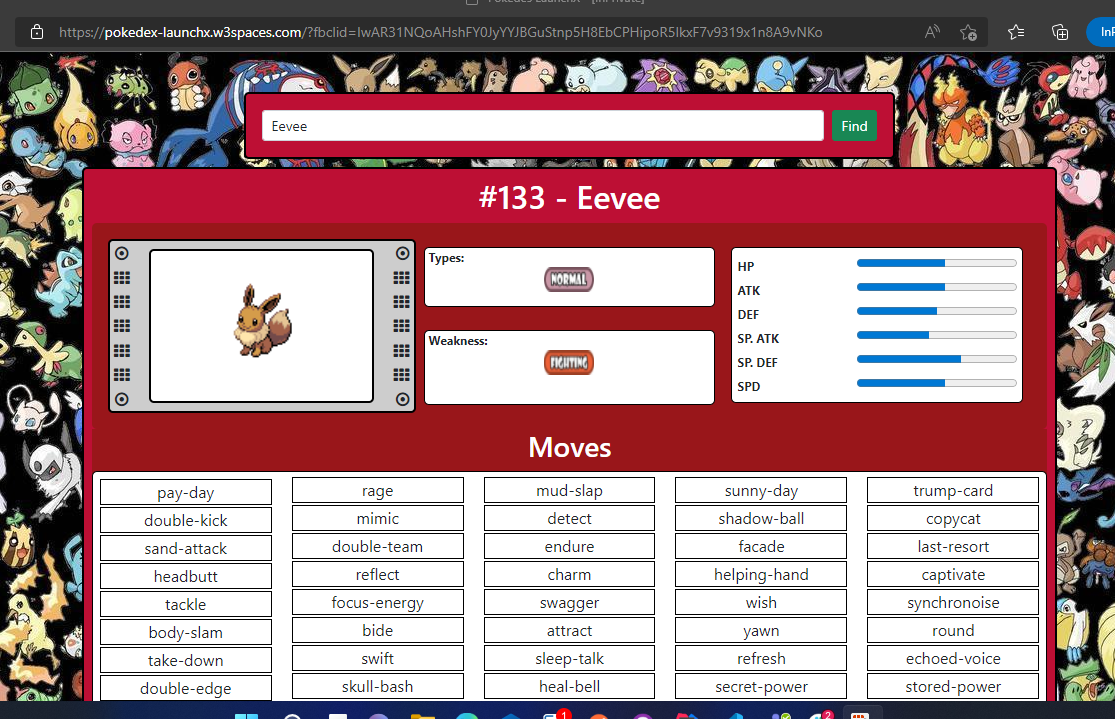 https://pokedex-launchx.w3spaces.com/?fbclid=IwAR31NQoAHshFY0JyYYJBGuStnp5H8EbCPHipoR5IkxF7v9319x1n8A9vNKo
InP
Eevee
Find
#133 - Eevee
Types:
NORMAL
Weakness:
FIGHTING
HP
ATK
DEF
SP. ATK
SP. DEF
SPD
Moves
pay-day rage mud-slap sunny-day trump-card
double-kick mimic detect shadow-ball copycat
sand-attack double-team endure facade last-resort
headbutt reflect charm helping-hand captivate
tackle focus-energy swagger wish synchronoise
body-slam bide attract yawn round
take-down swift sleep-talk refresh echoed-voice
double-edge skull-bash heal-bell secret-power stored-power
1
2